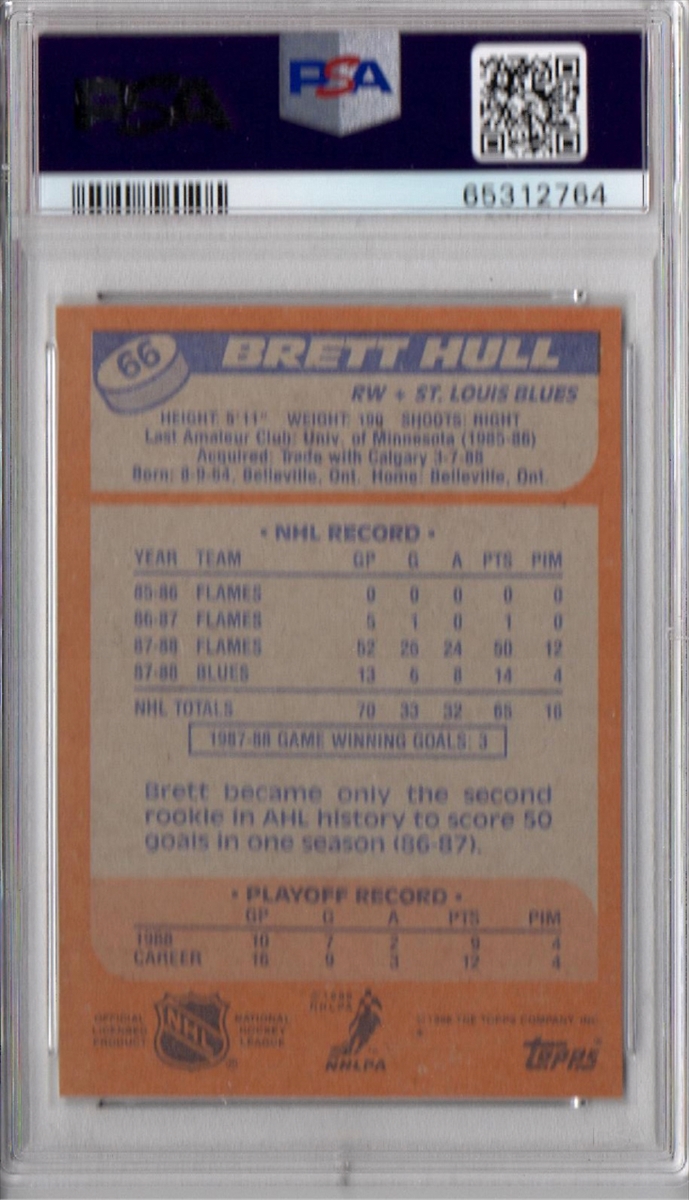 PSA
PSA
65312764
66
BRETT HULL
RW + ST. LOUIS BLUES
HEIGHT: 5'11" WEIGHT: 190 SHOOTS: RIGHT
Last Amateur Club: Univ. of Minnesota (1985-86)
Acquired: Trade with Calgary 3-7-88
Born: 8-9-64, Belleville, Ont. Home: Belleville, Ont.
• NHL RECORD •
YEAR TEAM GP G A PTS PIM
85-86 FLAMES 0 0 0 0 0
86-87 FLAMES 5 1 0 1 0
87-88 FLAMES 52 26 24 50 12
87-88 BLUES 13 6 8 14 4
NHL TOTALS 70 33 32 65 16
1987-88 GAME WINNING GOALS: 3
Brett became only the second
rookie in AHL history to score 50
goals in one season (86-87).
• PLAYOFF RECORD •
GP G A PTS PIM
1988 10 7 2 9 4
CAREER 16 9 3 12 4
OFFICIAL
LICENSED
PRODUCT
NHL
®
NATIONAL
HOCKEY
LEAGUE
NHLPA
NHLPA
THE TOPPS COMPANY, INC.
TOPPS